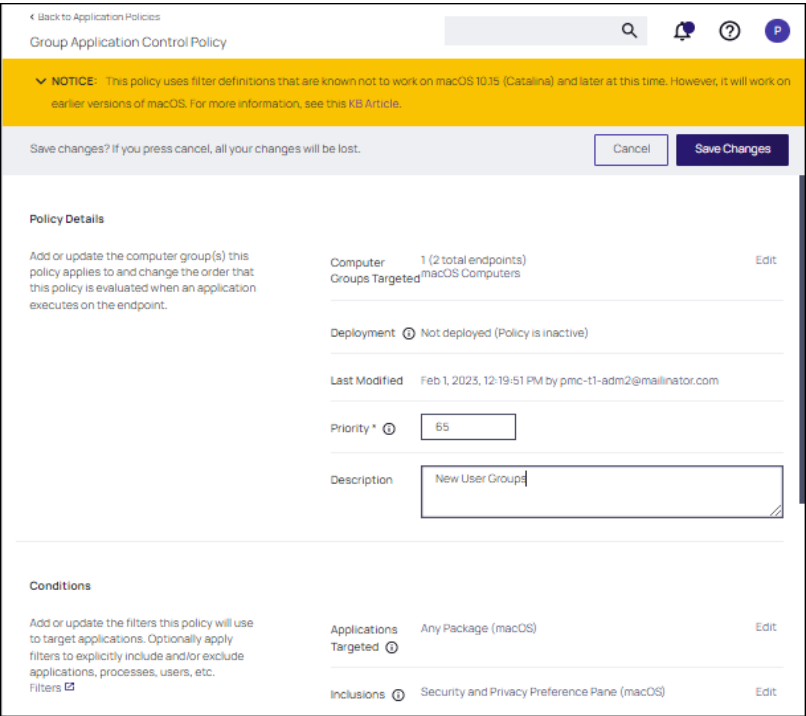 Back to Application Policies
Group Application Control Policy
P
NOTICE: This policy uses filter definitions that are known not to work on macOS 10.15 (Catalina) and later at this time. However, it will work on
earlier versions of macOS. For more information, see this KB Article.
Save changes? If you press cancel, all your changes will be lost.
Cancel
Save Changes
Policy Details
Add or update the computer group(s) this
policy applies to and change the order that
this policy is evaluated when an application
executes on the endpoint.
Computer
Groups Targeted
1 (2 total endpoints)
macOS Computers
Edit
Deployment
Not deployed (Policy is inactive)
Last Modified
Feb 1, 2023, 12:19:51 PM by pmc-t1-adm2@mailinator.com
Priority *
65
Description
New User Groups
Conditions
Add or update the filters this policy will use
to target applications. Optionally apply
filters to explicitly include and/or exclude
applications, processes, users, etc.
Filters
Applications
Targeted
Any Package (macOS)
Edit
Inclusions
Security and Privacy Preference Pane (macOS)
Edit